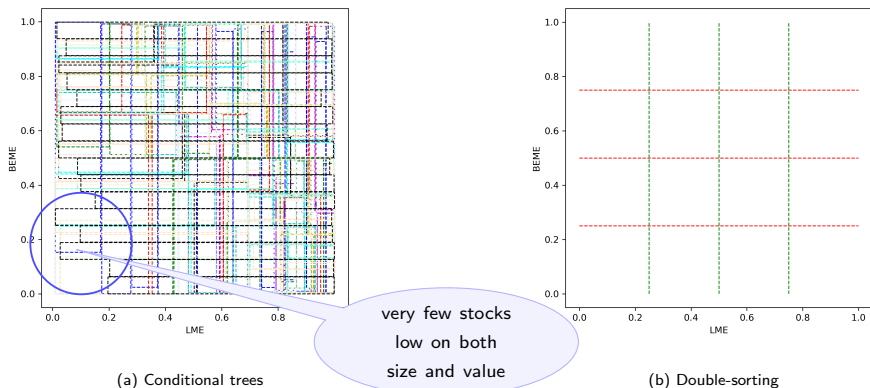 1.0
0.8
0.6
0.4
0.2
0.0
BEME
0.0 0.2 0.4 0.6 0.8
LME
(a) Conditional trees
very few stocks
low on both
size and value
1.0
0.8
0.6
0.4
0.2
0.0
BEME
0.0 0.2 0.4 0.6 0.8 1.0
LME
(b) Double-sorting